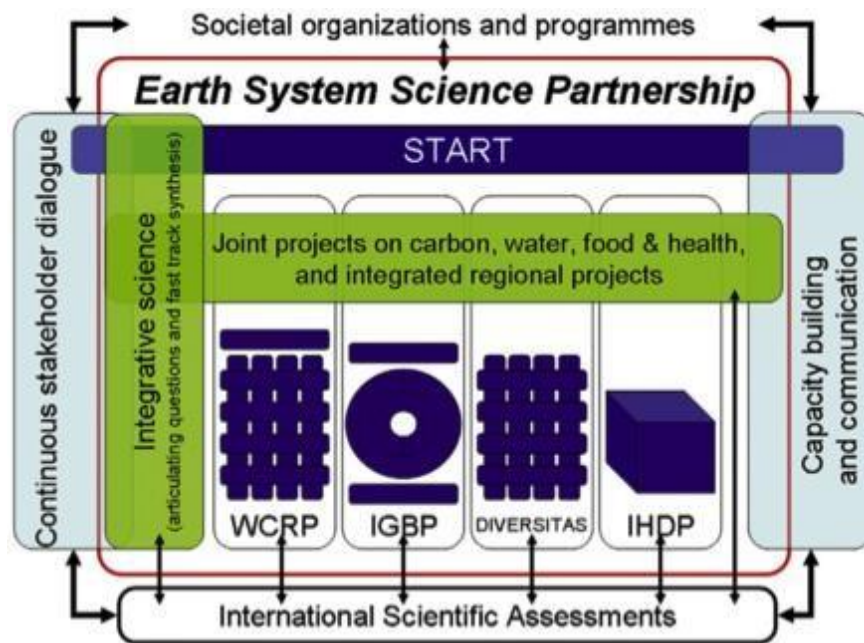 Societal organizations and programmes
Earth System Science Partnership
START
Continuous stakeholder dialogue
Integrative science
(articulating questions and fast track synthesis)
Joint projects on carbon, water, food & health,
and integrated regional projects
WCRP
IGBP
DIVERSITAS
IHDP
Capacity building
and communication
International Scientific Assessments